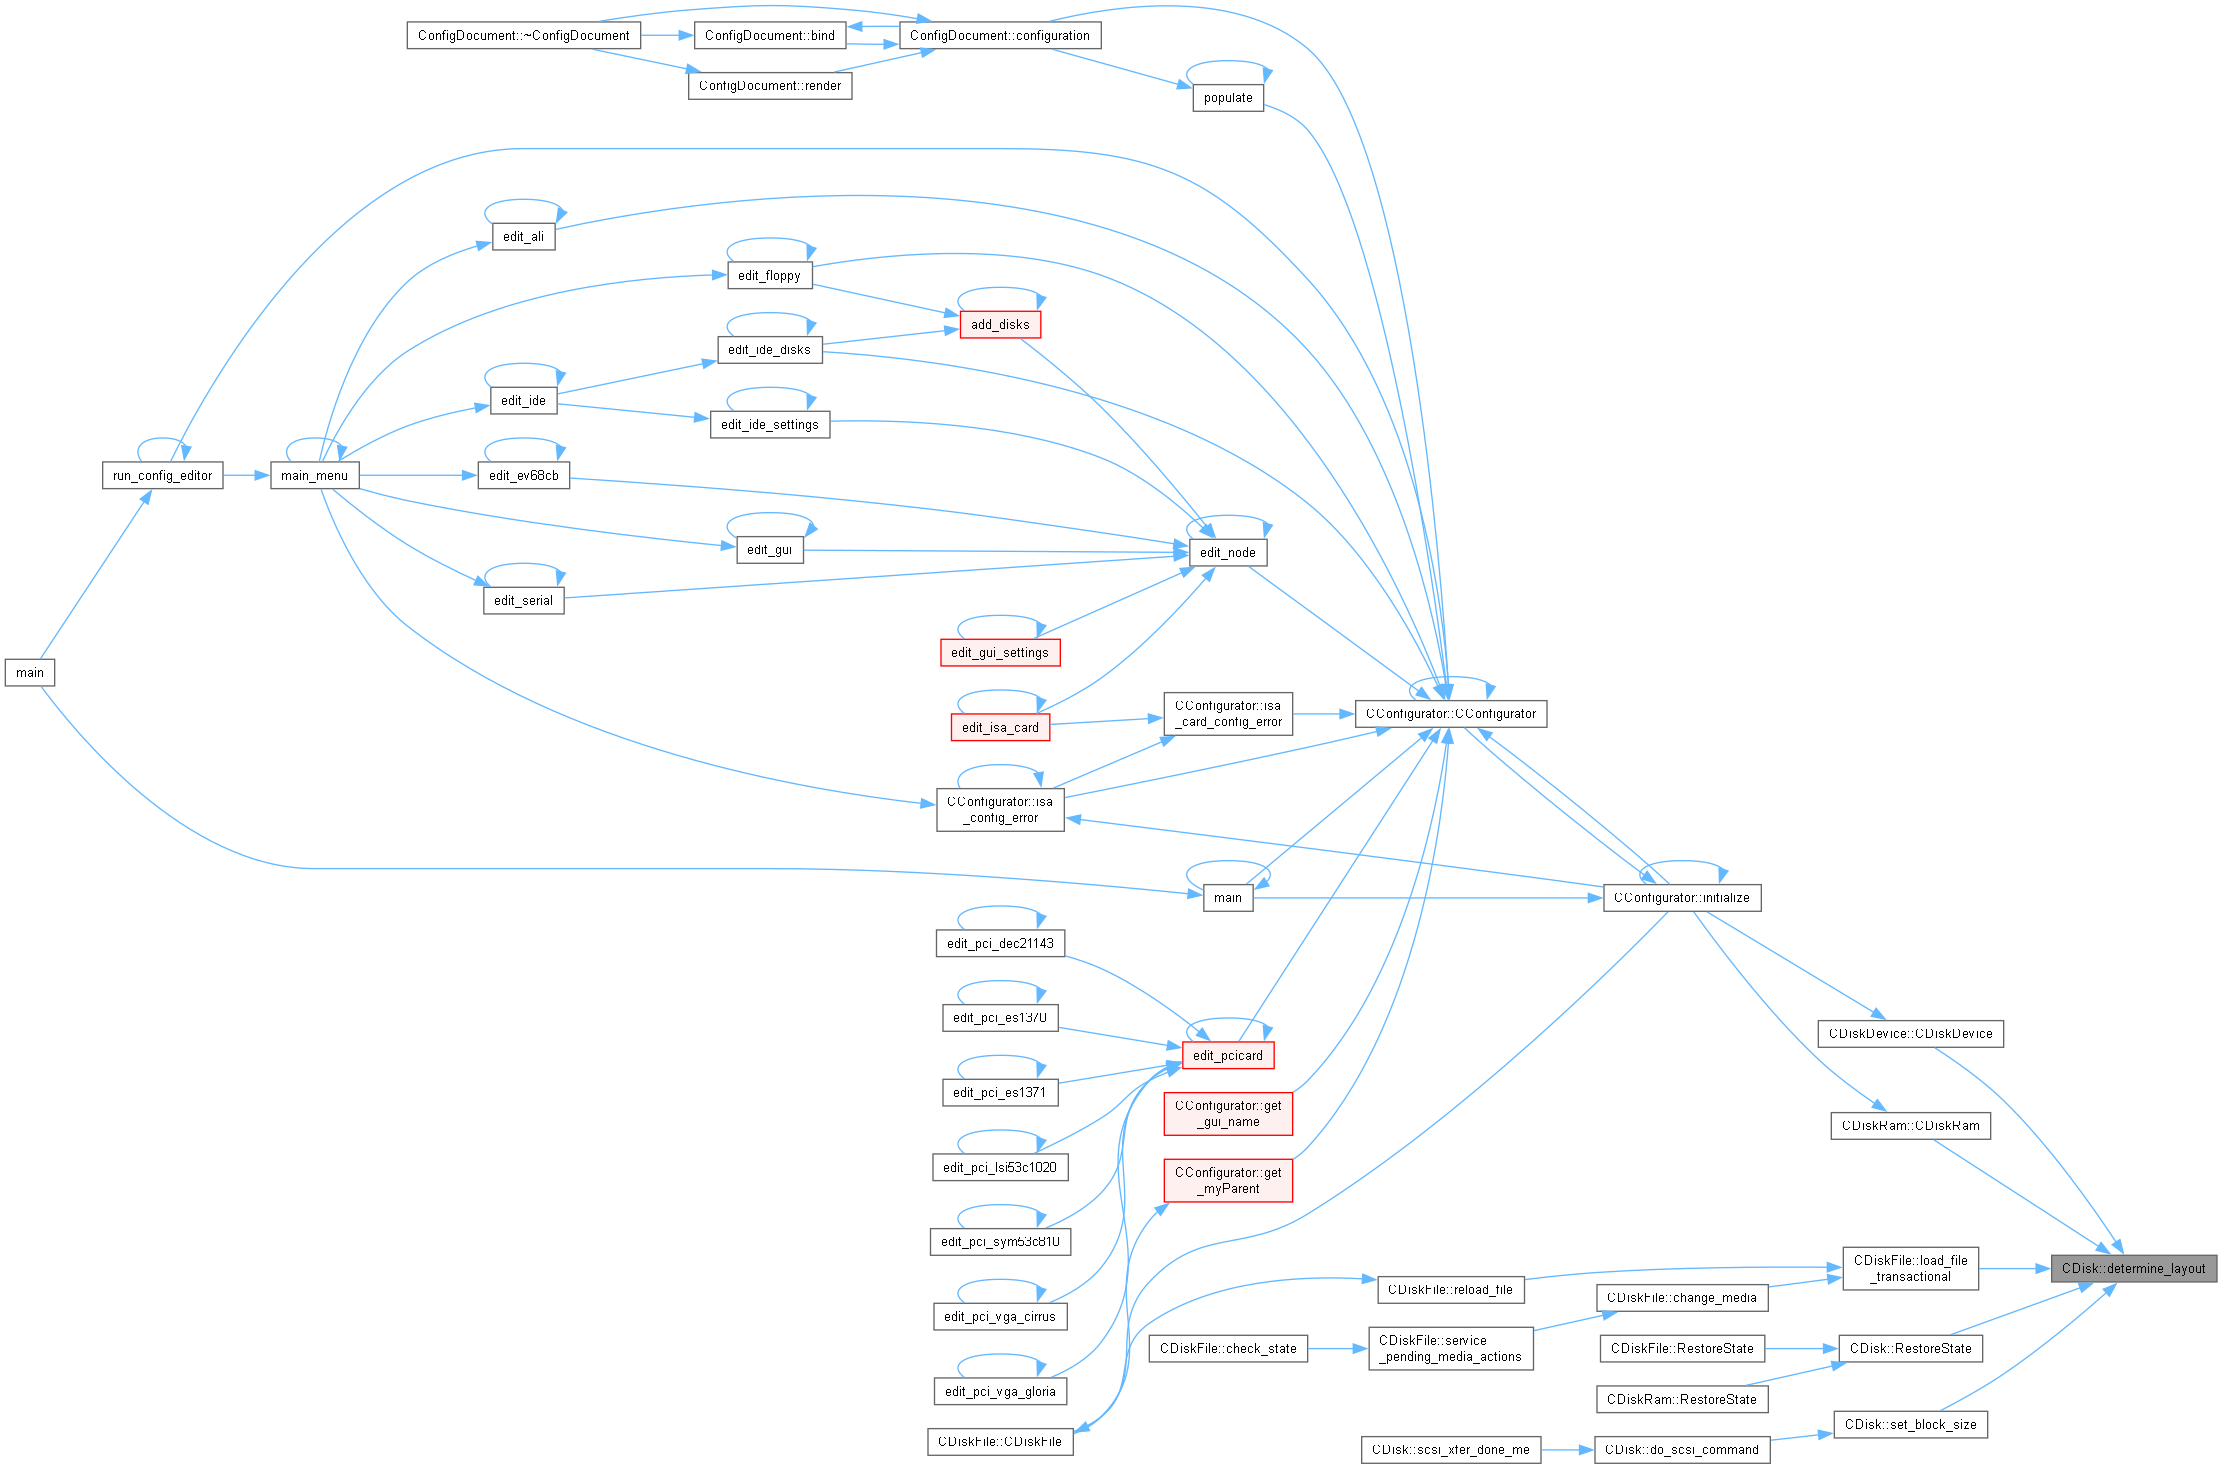 ConfigDocument::~ConfigDocument
ConfigDocument::bind
ConfigDocument::configuration
ConfigDocument::render
populate
edit_ali
edit_floppy
add_disks
edit_ide_disks
edit_ide
edit_ide_settings
run_config_editor
main_menu
edit_ev68cb
edit_gui
edit_node
edit_serial
edit_gui_settings
main
CConfigurator::isa
_card_config_error
CConfigurator::CConfigurator
edit_isa_card
CConfigurator::isa
_config_error
main
CConfigurator::initialize
edit_pci_dec21143
edit_pci_es1370
CDiskDevice::CDiskDevice
edit_pcicard
edit_pci_es1371
CConfigurator::get
_gui_name
CDiskRam::CDiskRam
edit_pci_lsi53c1020
CConfigurator::get
_myParent
edit_pci_sym53c810
CDiskFile::load_file
_transactional
CDisk::determine_layout
CDiskFile::reload_file
CDiskFile::change_media
edit_pci_vga_cirrus
CDiskFile::check_state
CDiskFile::service
_pending_media_actions
CDiskFile::RestoreState
CDisk::RestoreState
edit_pci_vga_gloria
CDiskRam::RestoreState
CDisk::set_block_size
CDiskFile::CDiskFile
CDisk::scsi_xfer_done_me
CDisk::do_scsi_command